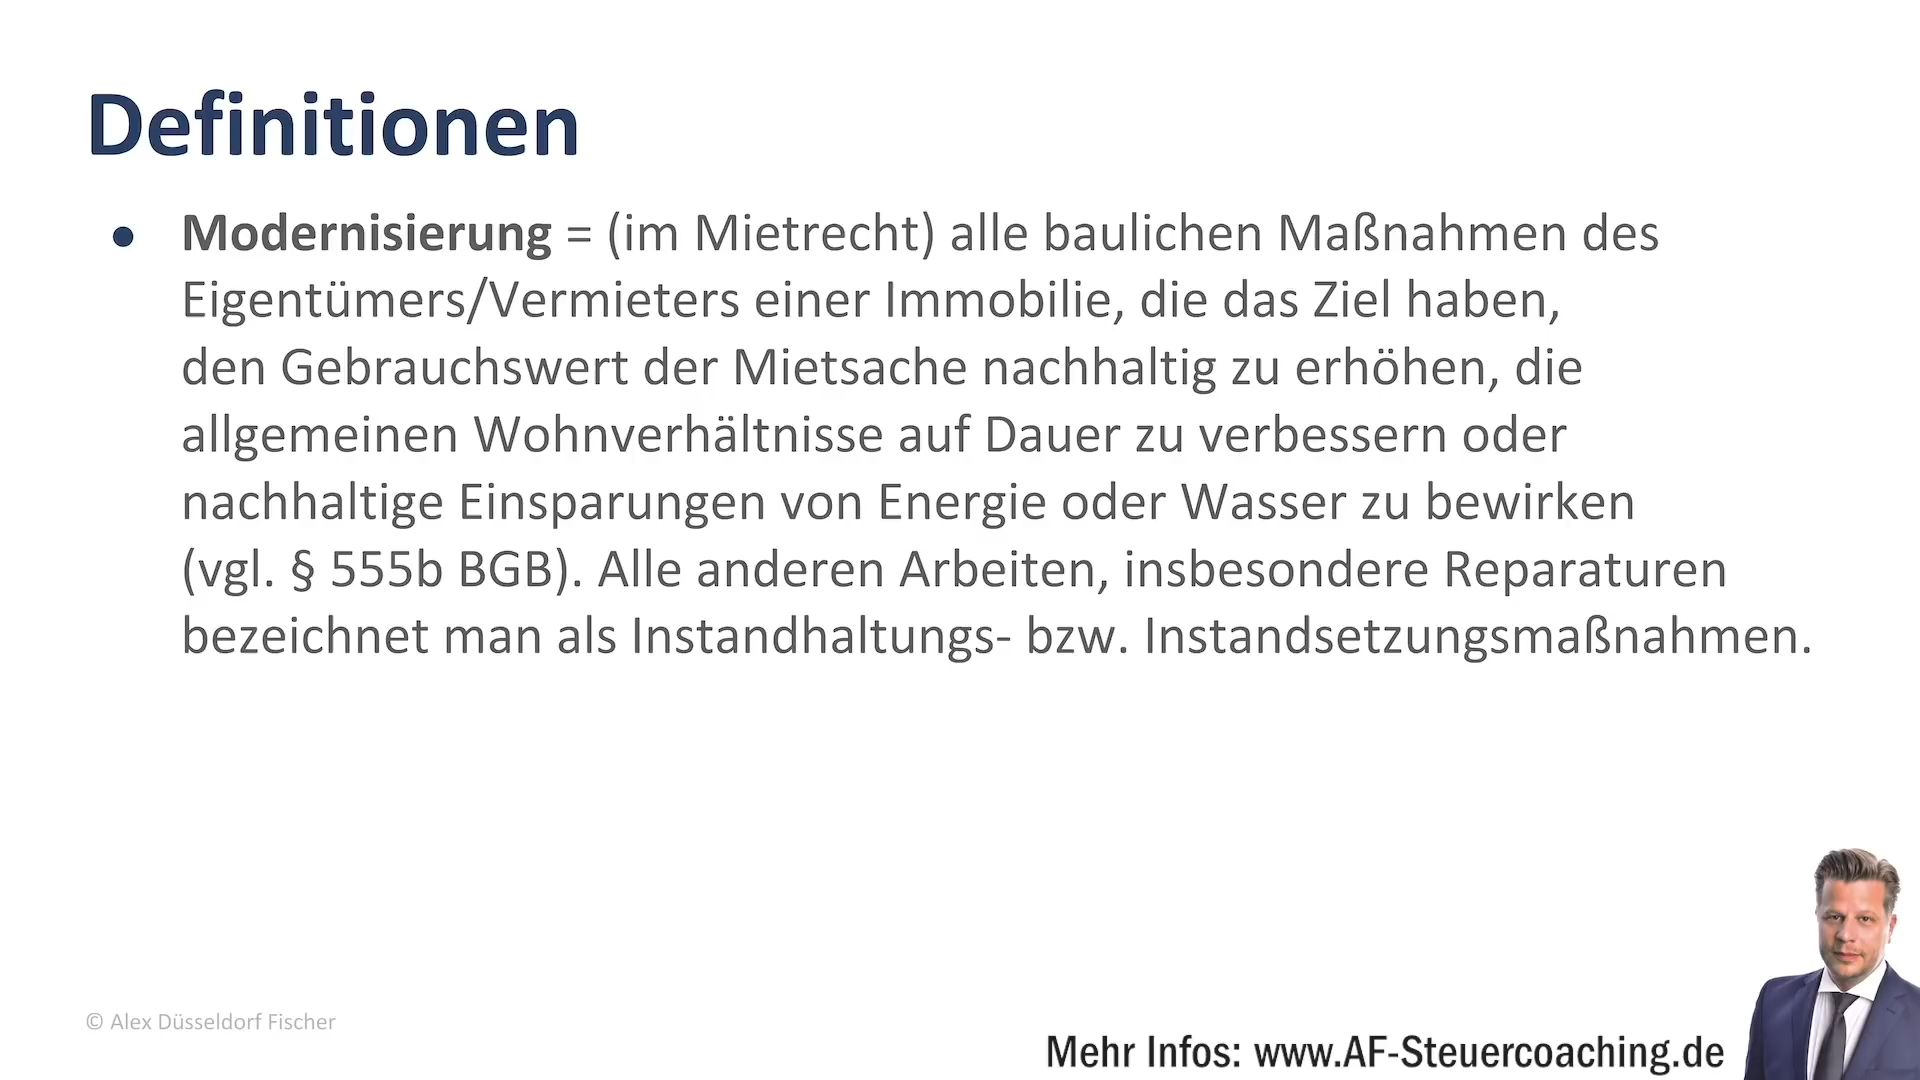 Definitionen
● Modernisierung = (im Mietrecht) alle baulichen Maßnahmen des
Eigentümers/Vermieters einer Immobilie, die das Ziel haben,
den Gebrauchswert der Mietsache nachhaltig zu erhöhen, die
allgemeinen Wohnverhältnisse auf Dauer zu verbessern oder
nachhaltige Einsparungen von Energie oder Wasser zu bewirken
(vgl. § 555b BGB). Alle anderen Arbeiten, insbesondere Reparaturen
bezeichnet man als Instandhaltungs- bzw. Instandsetzungsmaßnahmen.
© Alex Düsseldorf Fischer
Mehr Infos: www.AF-Steuercoaching.de